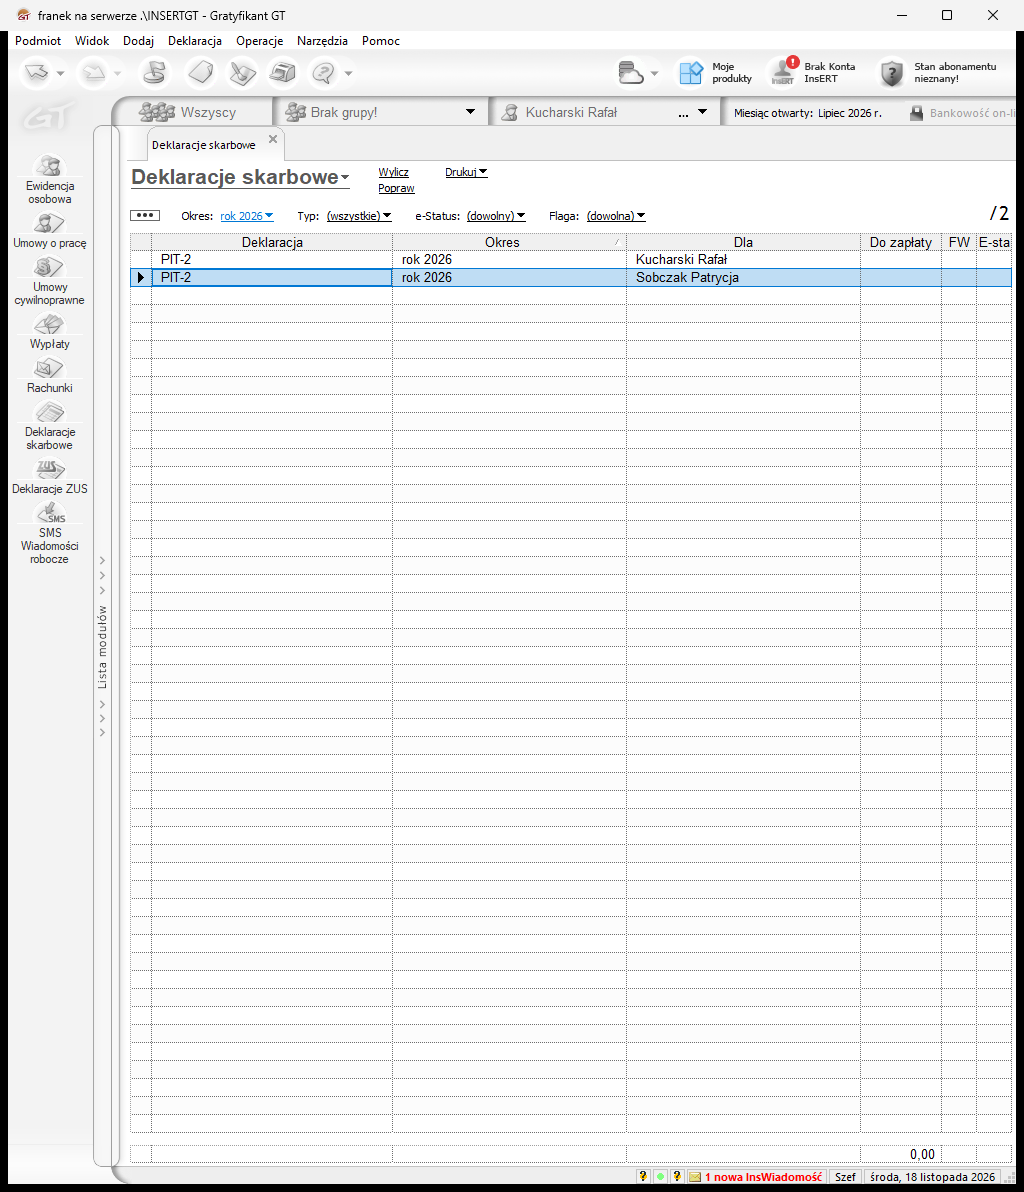 franek na serwerze .\INSERTGT - Gratyfikant GT
Podmiot Widok Dodaj Deklaracja Operacje Narzędzia Pomoc
Moje produkty
Brak Konta InsERT
Stan abonamentu nieznany!
InsERT
GT
Wszyscy
Brak grupy!
Kucharski Rafał ...
Miesiąc otwarty: Lipiec 2026 r.
Bankowość on-li
Deklaracje skarbowe
Deklaracje skarbowe
Wylicz
Popraw
Drukuj
Okres: rok 2026 Typ: (wszystkie) e-Status: (dowolny) Flaga: (dowolna)
/2
Deklaracja Okres Dla Do zapłaty FW E-sta
PIT-2 rok 2026 Kucharski Rafał
PIT-2 rok 2026 Sobczak Patrycja
Ewidencja
osobowa
Umowy o pracę
Umowy
cywilnoprawne
Wypłaty
Rachunki
Deklaracje
skarbowe
ZUS
Deklaracje ZUS
SMS
SMS
Wiadomości
robocze
Lista modułów
0,00
1 nowa InsWiadomość Szef środa, 18 listopada 2026